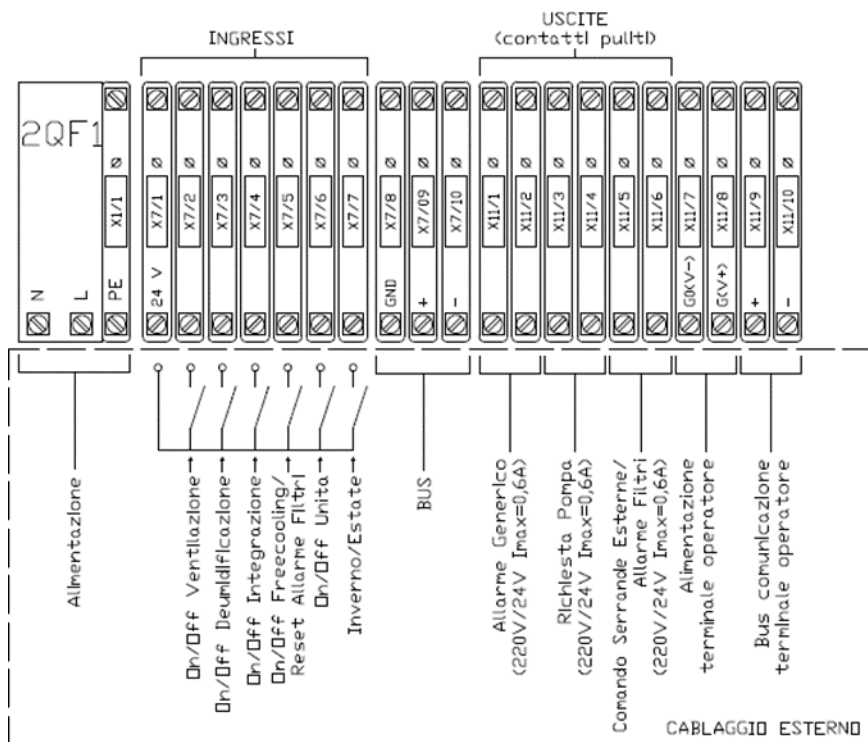 INGRESSI
USCITE
(contatti puliti)
2QF1
N
L
PE
X1/1
24 V
X7/1
X7/2
X7/3
X7/4
X7/5
X7/6
X7/7
GND
X7/8
+
X7/09
-
X7/10
X11/1
X11/2
X11/3
X11/4
X11/5
X11/6
G0(V-)
X11/7
G(V+)
X11/8
+
X11/9
-
X11/10
Alimentazione
On/Off Ventilazione
On/Off Deumidificazione
On/Off Integrazione
On/Off Freecooling/
Reset Allarme Filtri
On/Off Unita
Inverno/Estate
BUS
Allarme Generico
(220V/24V Imax=0,6A)
Richiesta Pompa
(220V/24V Imax=0,6A)
Comando Serrande Esterne/
Allarme Filtri
(220V/24V Imax=0,6A)
Alimentazione
terminale operatore
Bus comunicazione
terminale operatore
CABLAGGIO ESTERNO